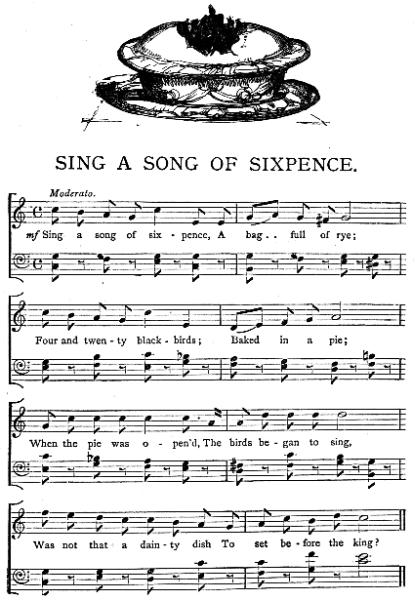 SING A SONG OF SIXPENCE.
Moderato.
mf Sing a song of six - pence, A bag . . full of rye;
Four and twen - ty black - birds; Baked in a pie;
When the pie was o - pen'd, The birds be - gan to sing,
Was not that a dain - ty dish To set be - fore the king?